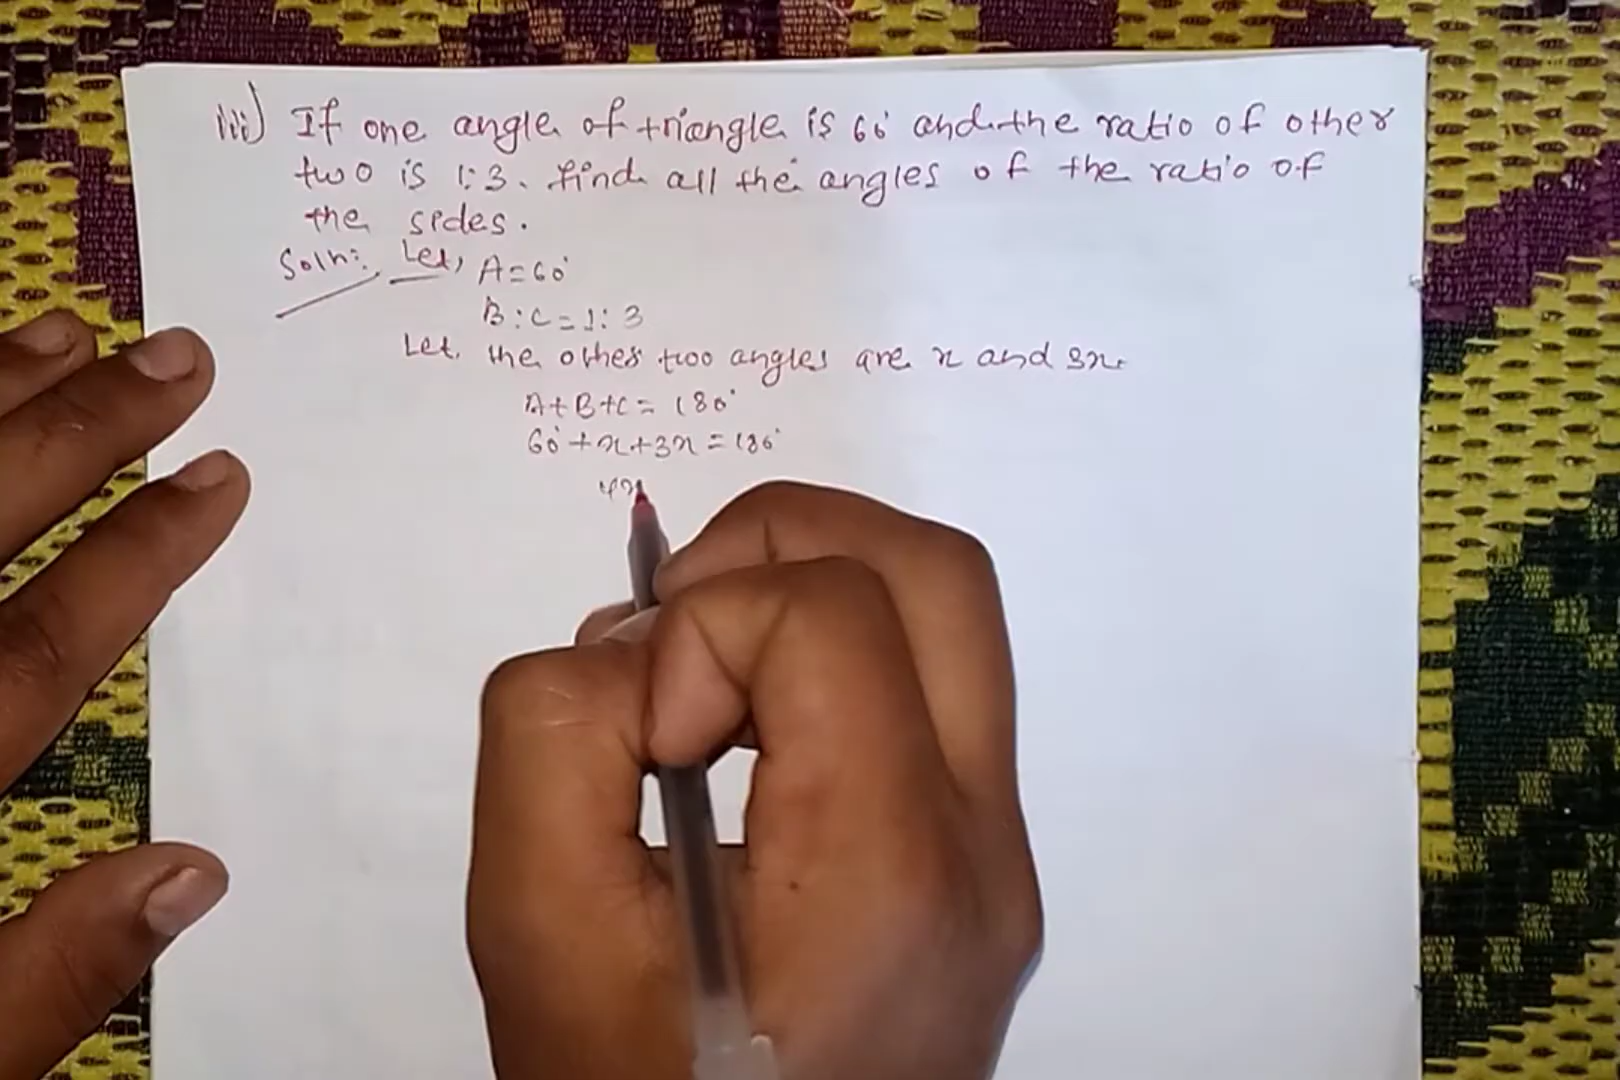 iii) If one angle of triangle is 60° and the ratio of other
two is 1:3. find all the angles of the ratio of
the sides.
Soln: Let, A=60°
B:C=1:3
Let, the other two angles are x and 3x.
A+B+C=180°
60°+x+3x=180°
4x